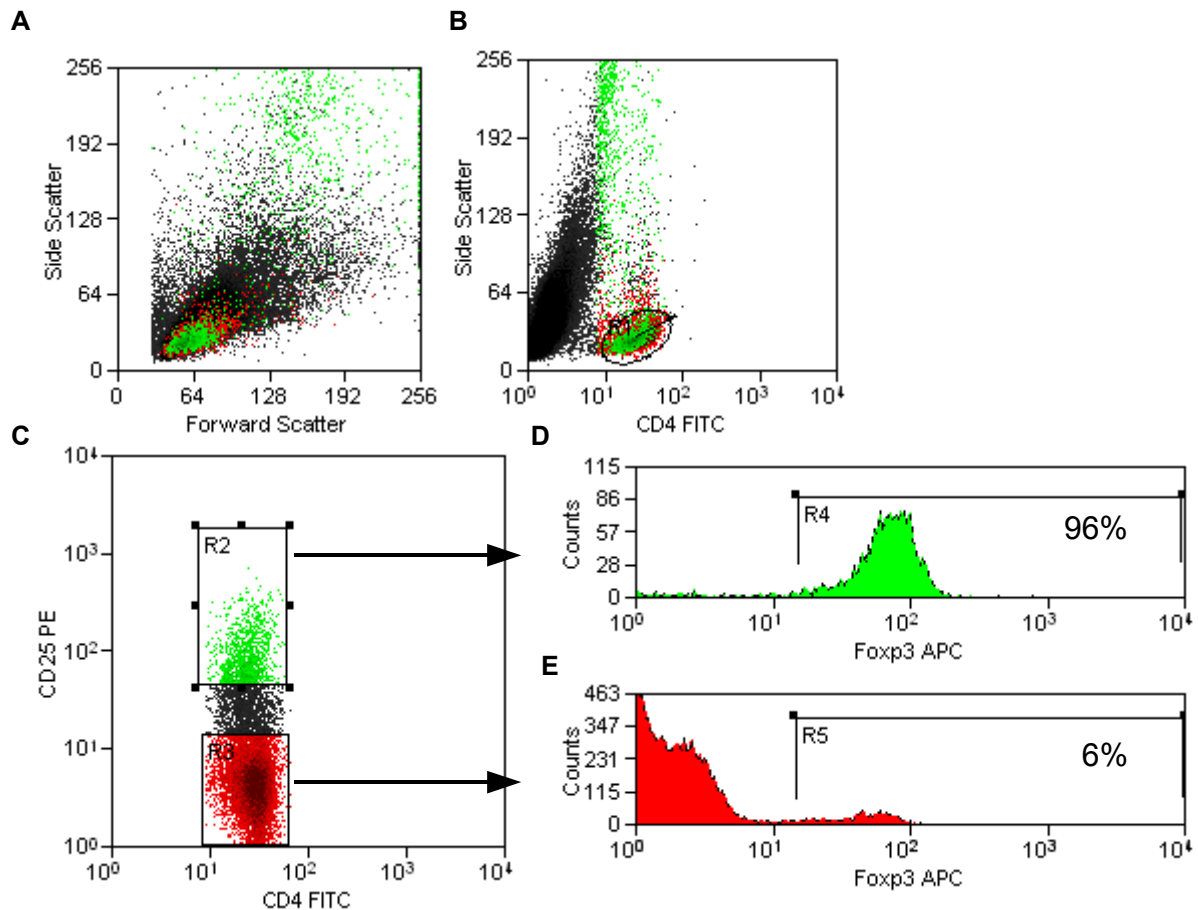 A
256
192
128
64
0
Side Scatter
0 64 128 192 256
Forward Scatter
B
256
192
128
64
0
Side Scatter
R1
10⁰ 10¹ 10² 10³ 10⁴
CD4 FITC
C
10⁴
10³
10²
10¹
10⁰
CD25 PE
R2
R3
10⁰ 10¹ 10² 10³ 10⁴
CD4 FITC
D
115
86
57
28
0
Counts
R4
96%
10⁰ 10¹ 10² 10³ 10⁴
Foxp3 APC
E
463
347
231
115
0
Counts
R5
6%
10⁰ 10¹ 10² 10³ 10⁴
Foxp3 APC